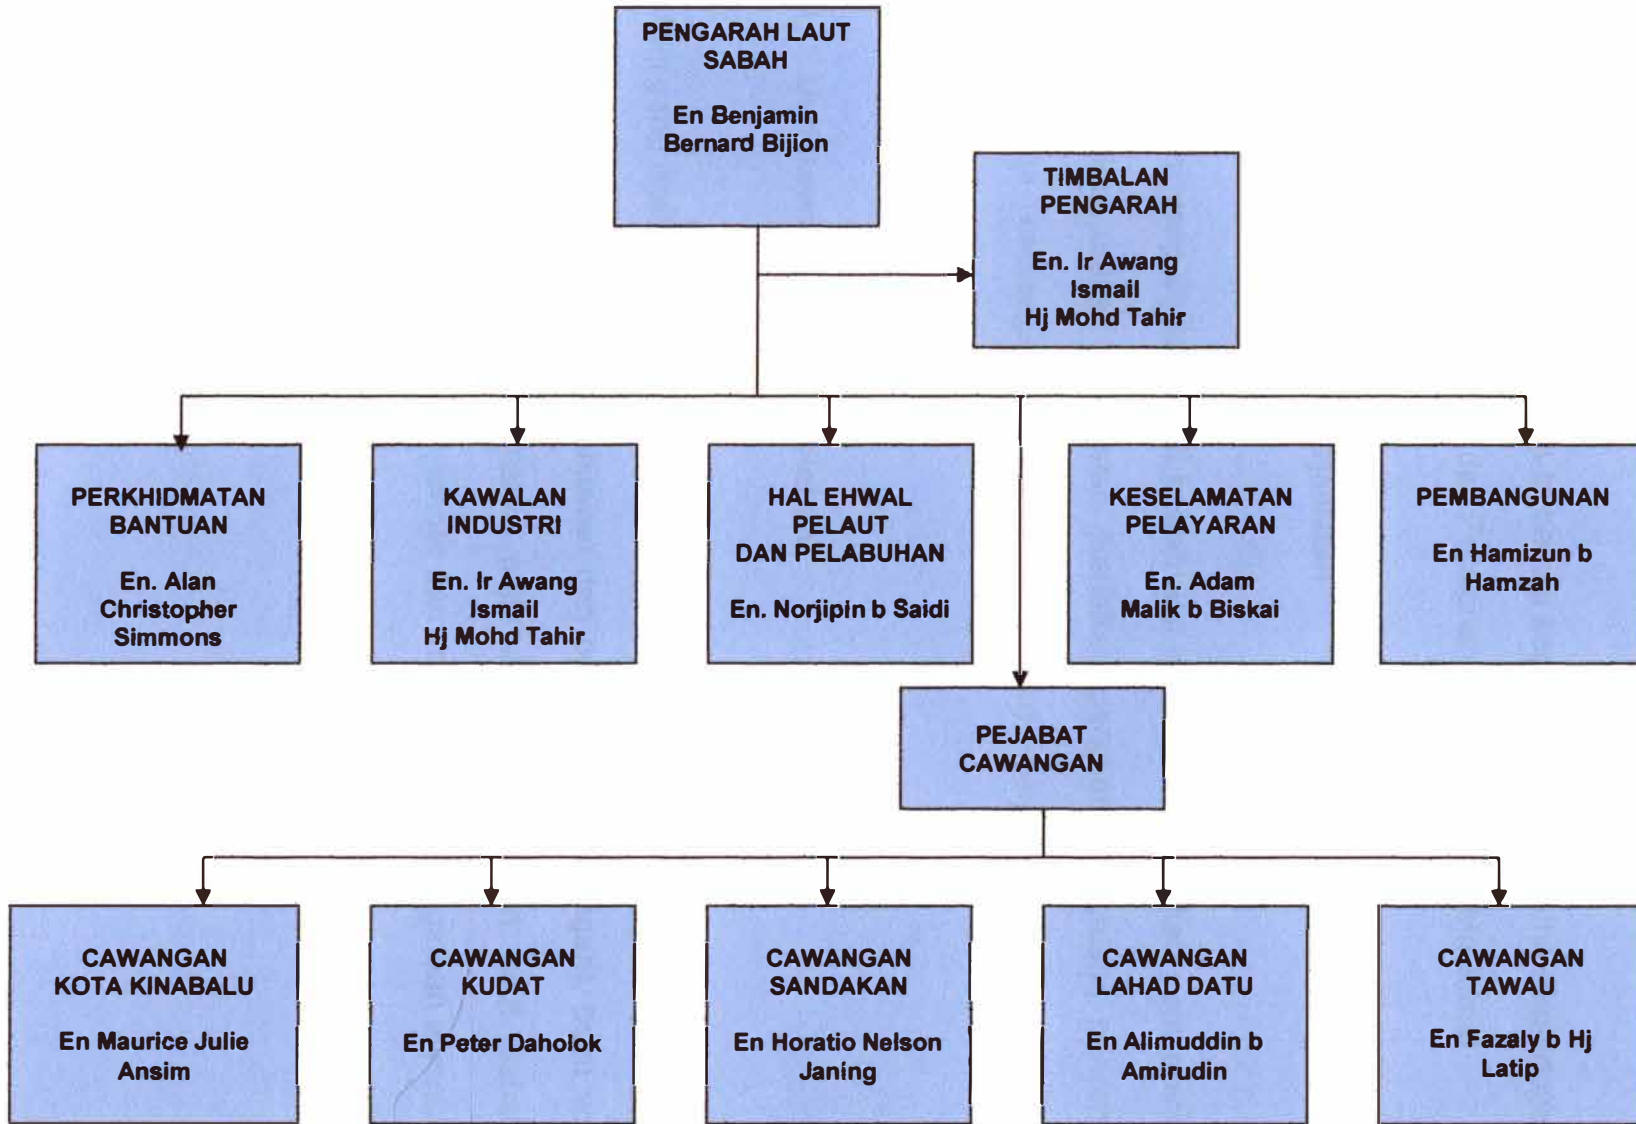 PENGARAH LAUT
SABAH
En Benjamin
Bernard Bijion
TIMBALAN
PENGARAH
En. Ir Awang
Ismail
Hj Mohd Tahir
PERKHIDMATAN
BANTUAN
En. Alan
Christopher
Simmons
KAWALAN
INDUSTRI
En. Ir Awang
Ismail
Hj Mohd Tahir
HAL EHWAL
PELAUT
DAN PELABUHAN
En. Norjipin b Saidi
KESELAMATAN
PELAYARAN
En. Adam
Malik b Biskai
PEMBANGUNAN
En Hamizun b
Hamzah
PEJABAT
CAWANGAN
CAWANGAN
KOTA KINABALU
En Maurice Julie
Ansim
CAWANGAN
KUDAT
En Peter Daholok
CAWANGAN
SANDAKAN
En Horatio Nelson
Janing
CAWANGAN
LAHAD DATU
En Alimuddin b
Amirudin
CAWANGAN
TAWAU
En Fazaly b Hj
Latip